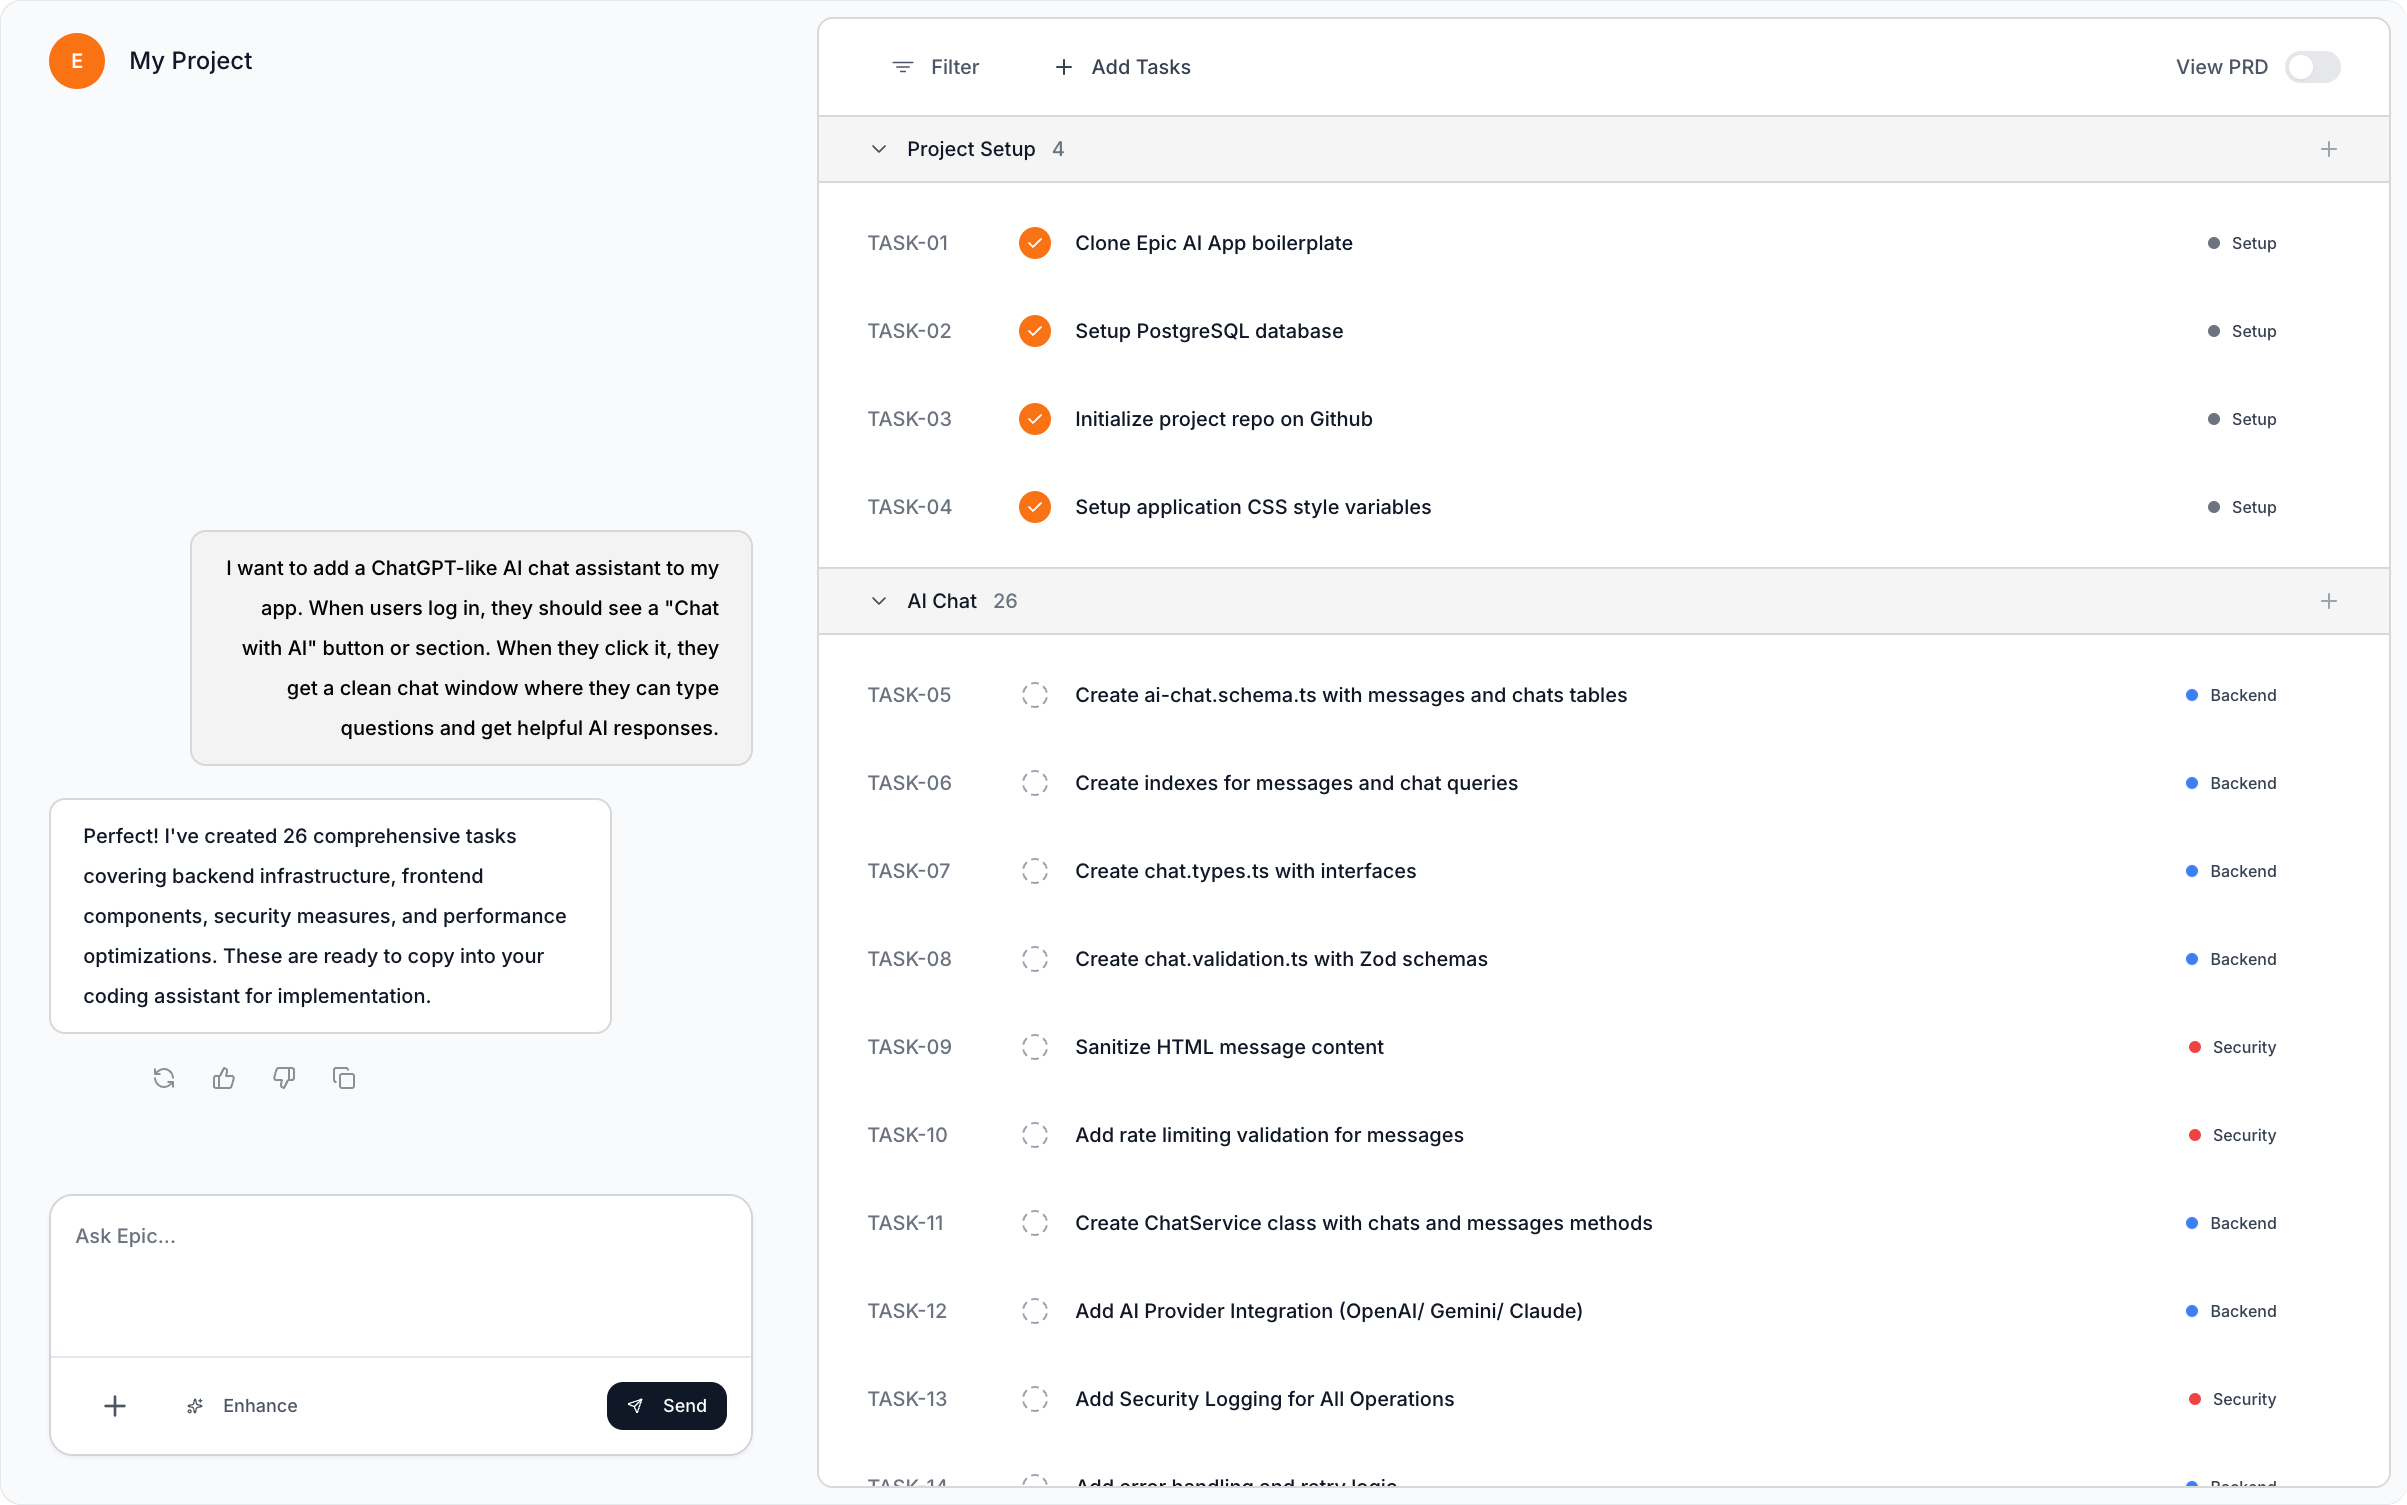 E
My Project
I want to add a ChatGPT-like AI chat assistant to my
app. When users log in, they should see a "Chat
with AI" button or section. When they click it, they
get a clean chat window where they can type
questions and get helpful AI responses.
Perfect! I've created 26 comprehensive tasks
covering backend infrastructure, frontend
components, security measures, and performance
optimizations. These are ready to copy into your
coding assistant for implementation.
Ask Epic...
Enhance
Send
Filter
Add Tasks
View PRD
Project Setup 4
TASK-01 Clone Epic AI App boilerplate Setup
TASK-02 Setup PostgreSQL database Setup
TASK-03 Initialize project repo on Github Setup
TASK-04 Setup application CSS style variables Setup
AI Chat 26
TASK-05 Create ai-chat.schema.ts with messages and chats tables Backend
TASK-06 Create indexes for messages and chat queries Backend
TASK-07 Create chat.types.ts with interfaces Backend
TASK-08 Create chat.validation.ts with Zod schemas Backend
TASK-09 Sanitize HTML message content Security
TASK-10 Add rate limiting validation for messages Security
TASK-11 Create ChatService class with chats and messages methods Backend
TASK-12 Add AI Provider Integration (OpenAI/ Gemini/ Claude) Backend
TASK-13 Add Security Logging for All Operations Security
TASK-14 Add error handling and retry logic Backend